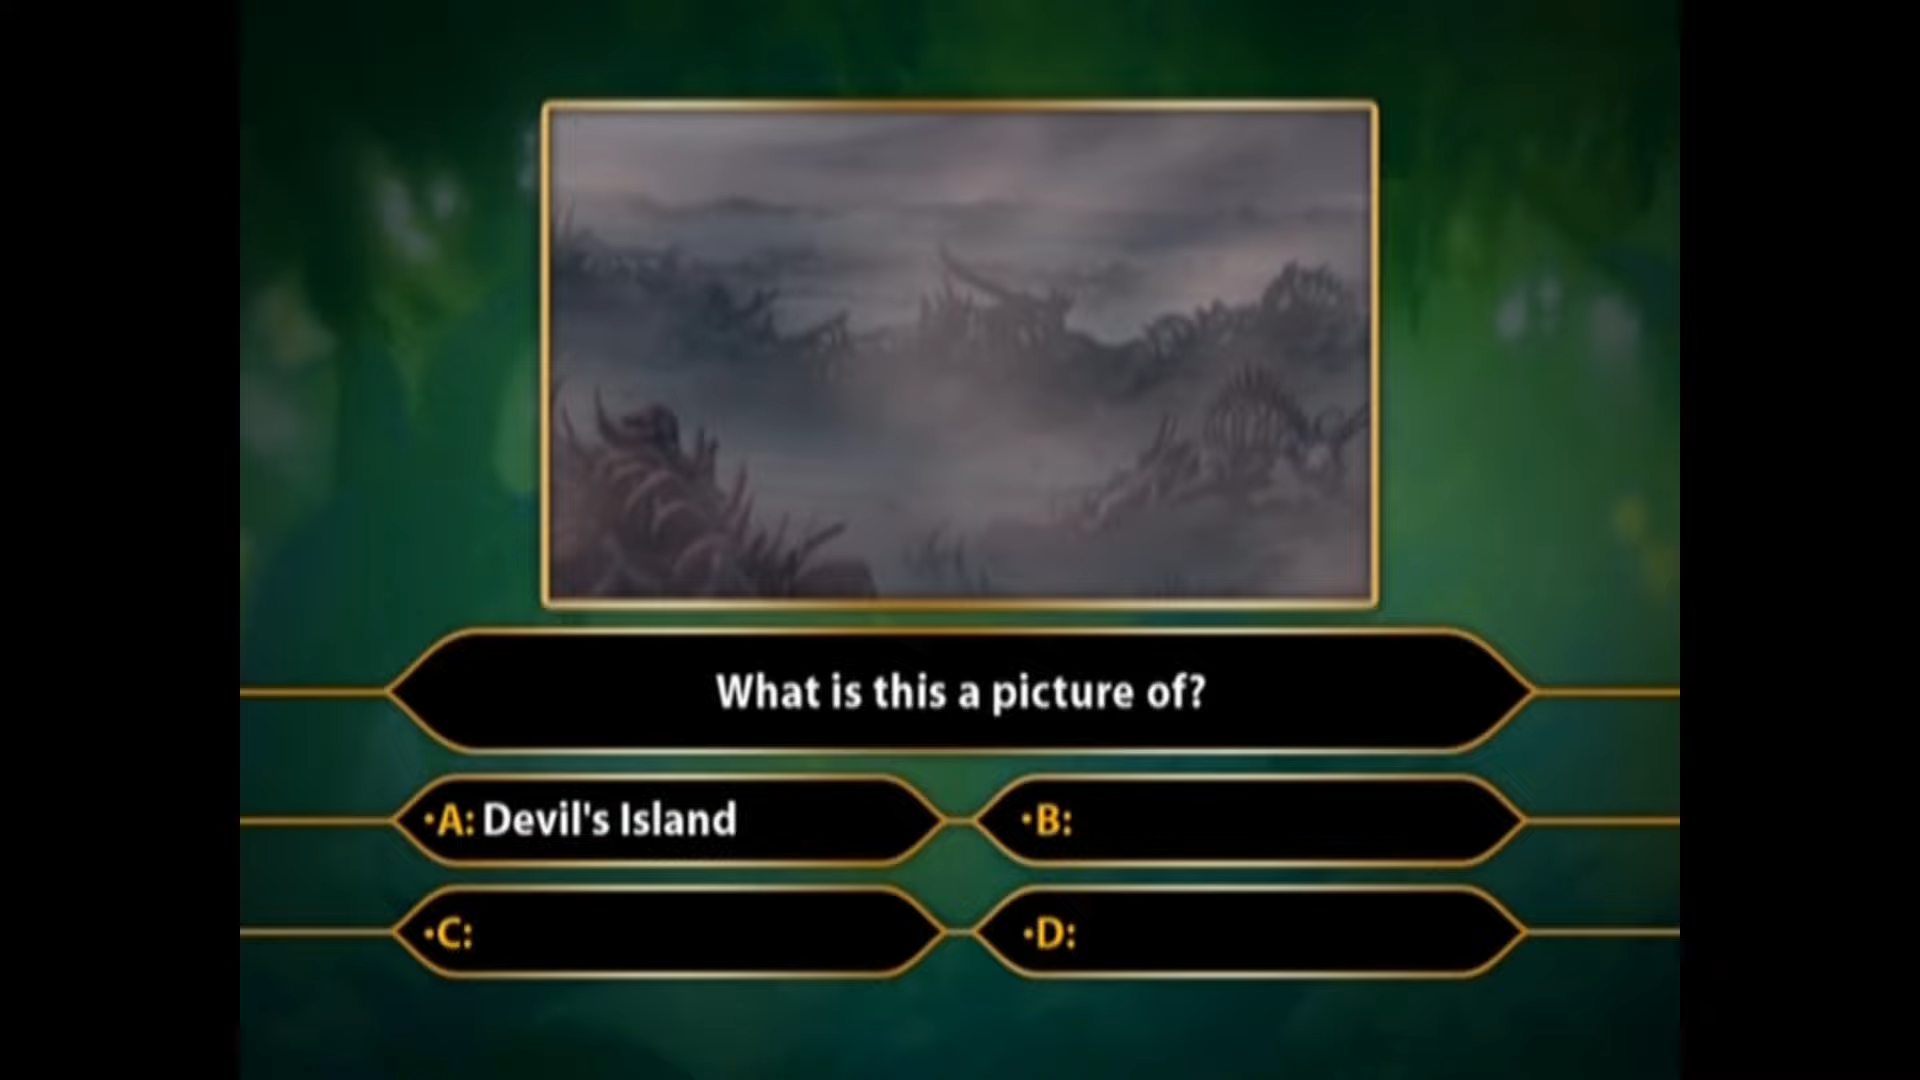 What is this a picture of?
•A: Devil's Island
•B:
•C:
•D: